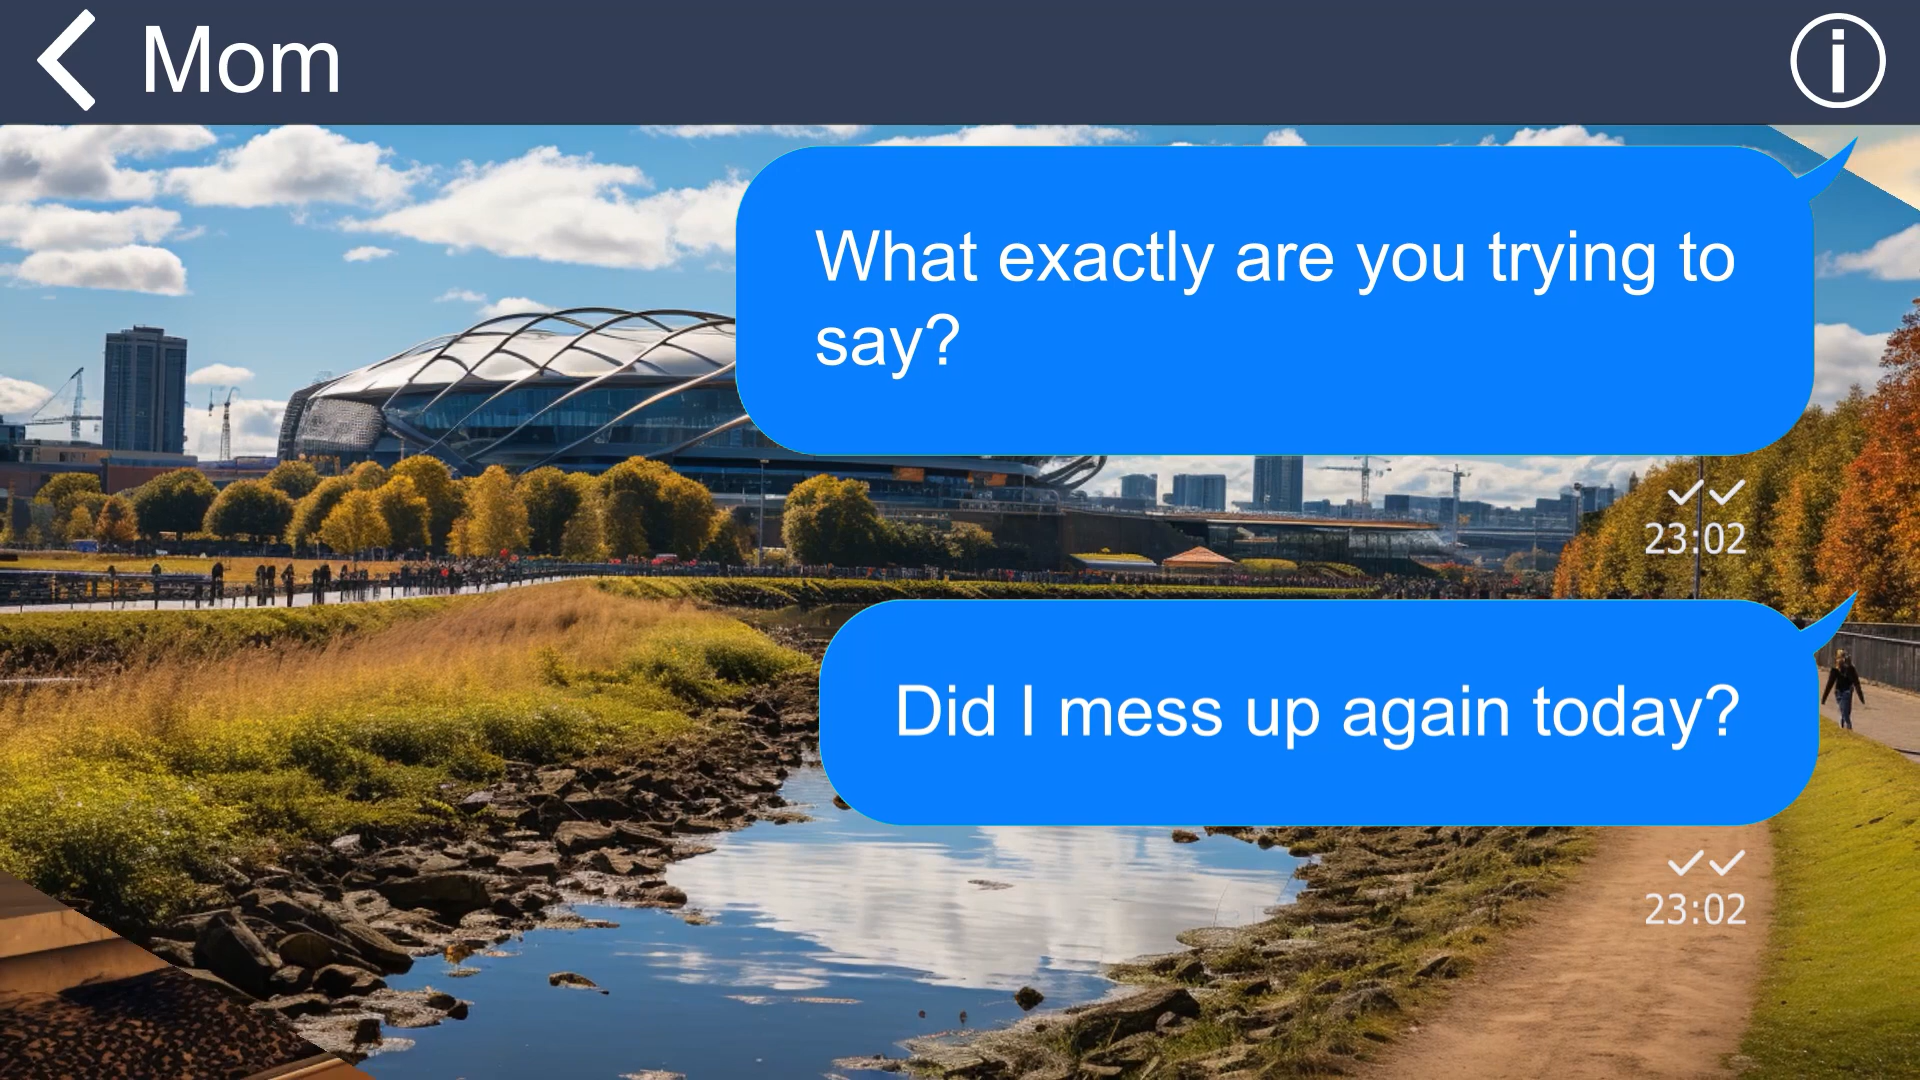 Mom
What exactly are you trying to
say?
23:02
Did I mess up again today?
23:02